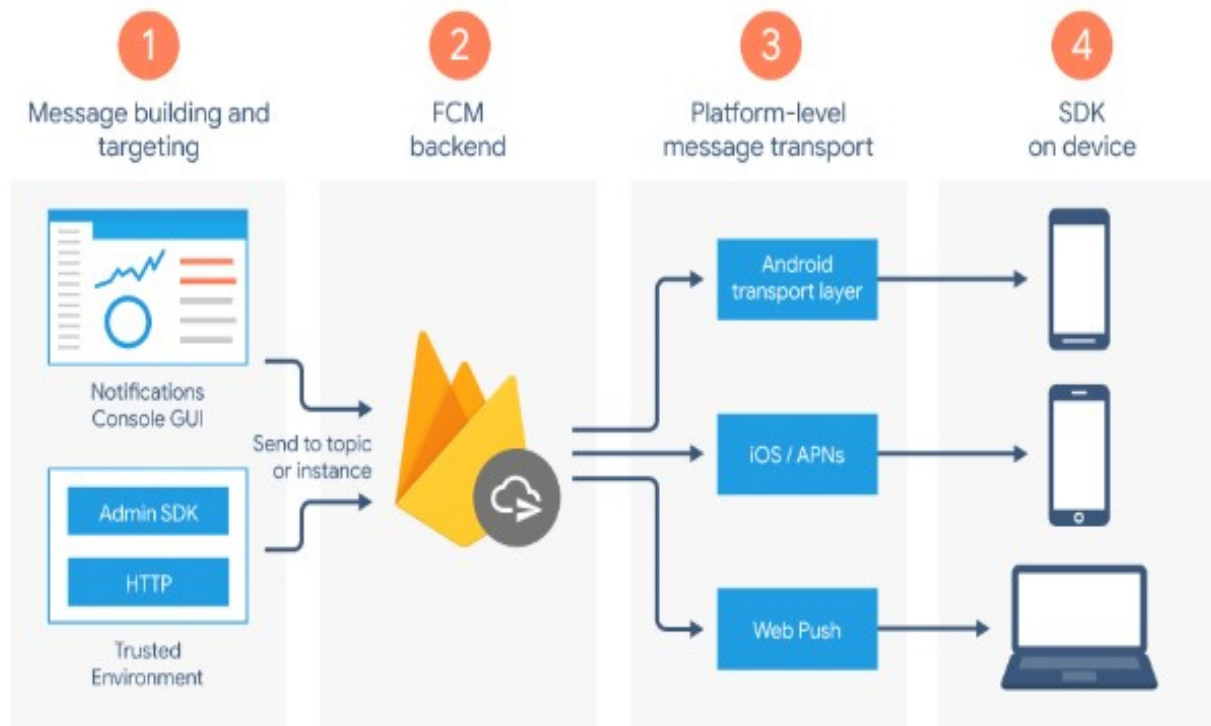 1
Message building and
targeting
2
FCM
backend
3
Platform-level
message transport
4
SDK
on device
Notifications
Console GUI
Send to topic
or instance
Admin SDK
HTTP
Trusted
Environment
Android
transport layer
iOS / APNs
Web Push